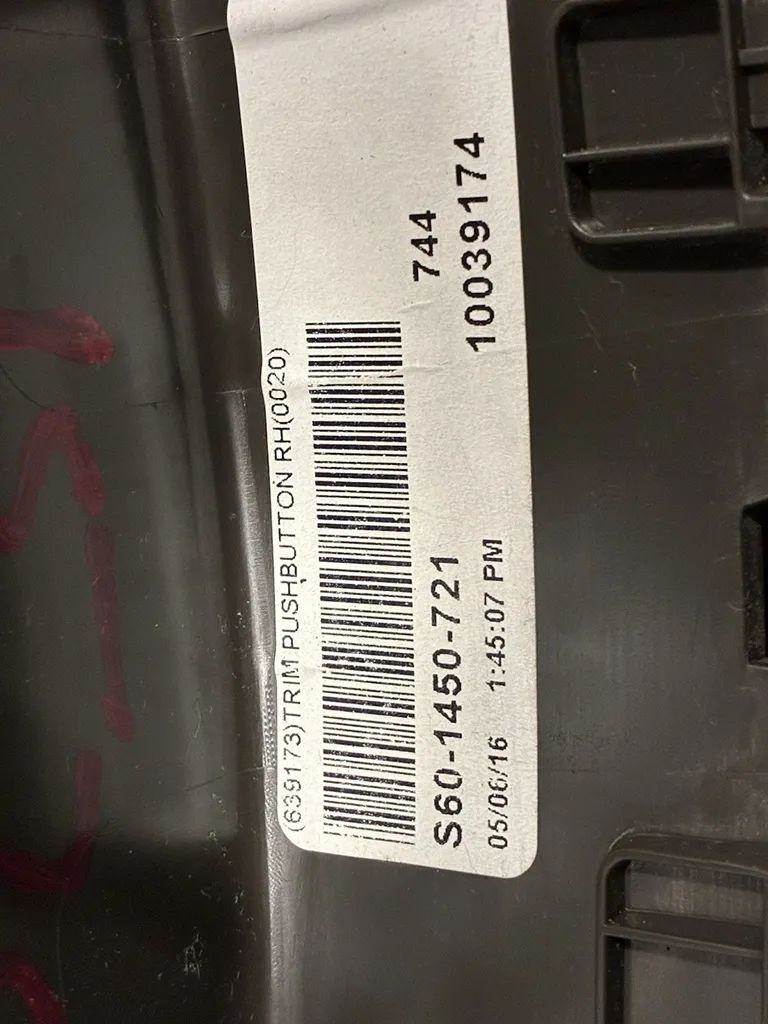 (639173)TRIM PUSHBUTTON RH(0020)
S60-1450-721
744
05/06/16 1:45:07 PM
10039174